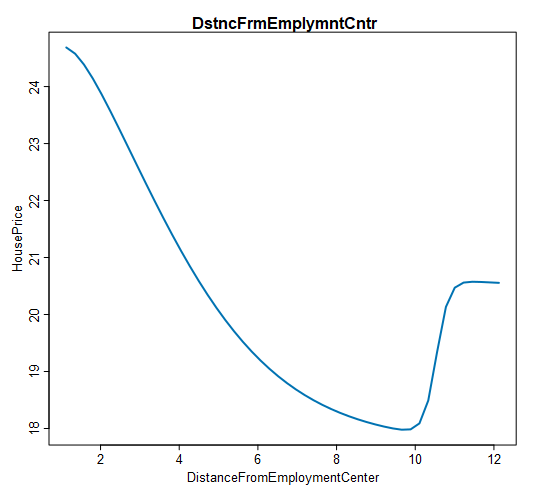 DstncFrmEmplymntCntr
HousePrice
24
23
22
21
20
19
18
2 4 6 8 10 12
DistanceFromEmploymentCenter